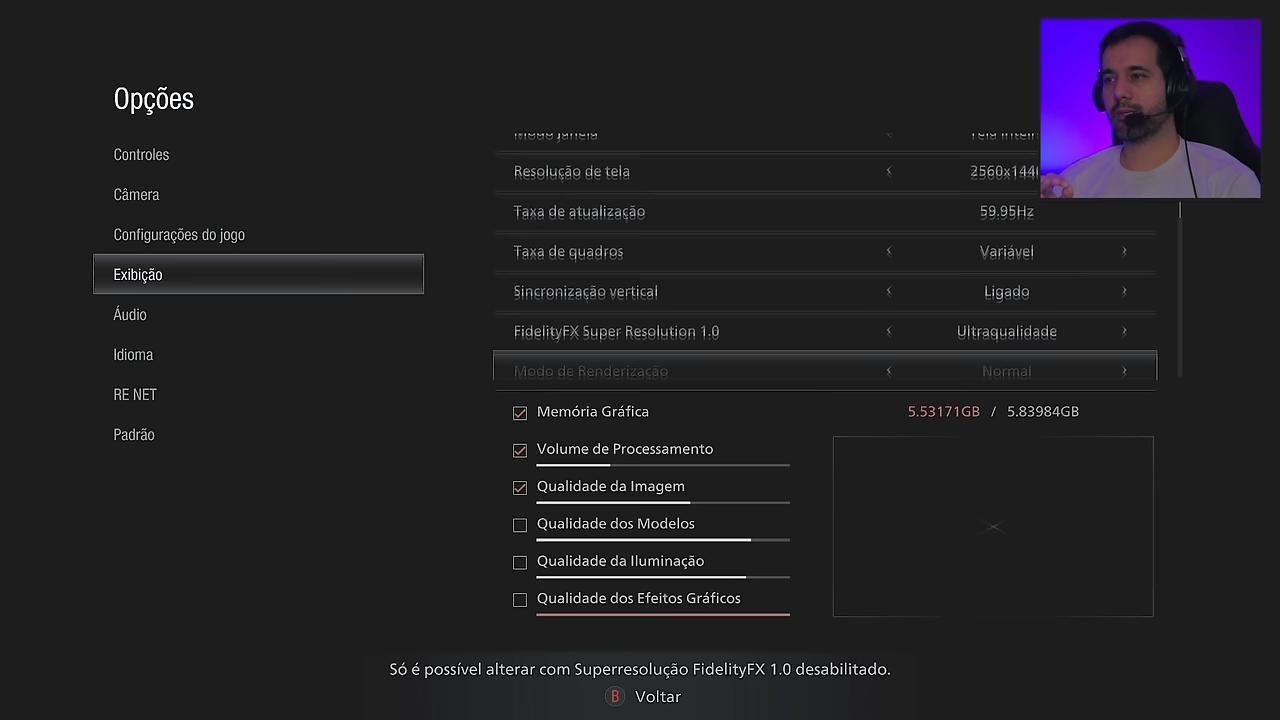 Opções
Controles
Câmera
Configurações do jogo
Exibição
Áudio
Idioma
RE NET
Padrão
Modo janela
Resolução de tela 2560x144
Taxa de atualização 59.95Hz
Taxa de quadros Variável
Sincronização vertical Ligado
FidelityFX Super Resolution 1.0 Ultraqualidade
Modo de Renderização Normal
Memória Gráfica 5.53171GB / 5.83984GB
Volume de Processamento
Qualidade da Imagem
Qualidade dos Modelos
Qualidade da Iluminação
Qualidade dos Efeitos Gráficos
Só é possível alterar com Superresolução FidelityFX 1.0 desabilitado.
B Voltar